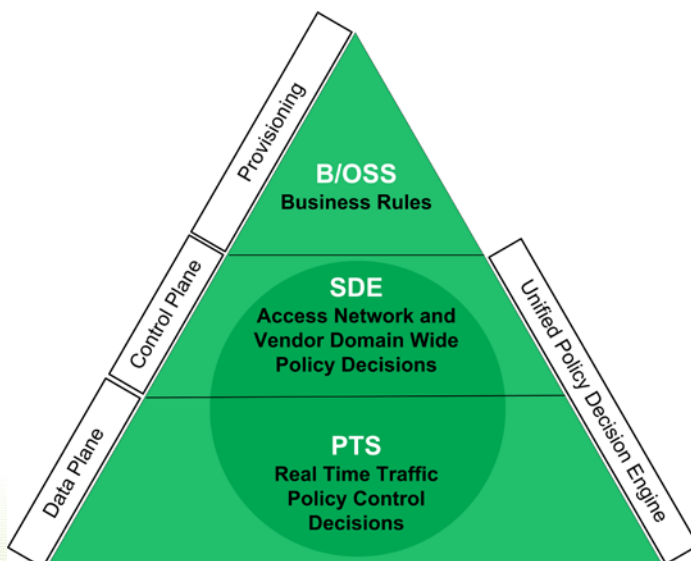 Provisioning
B/OSS
Business Rules
Control Plane
SDE
Access Network and
Vendor Domain Wide
Policy Decisions
Unified Policy Decision Engine
Data Plane
PTS
Real Time Traffic
Policy Control
Decisions